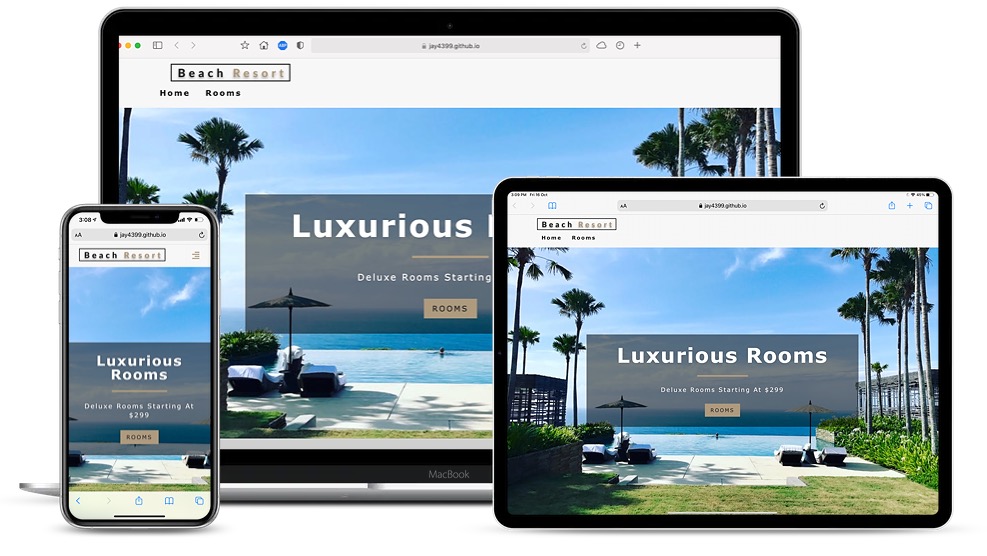 jay4399.github.io
Beach Resort
Home Rooms
Luxurious
Deluxe Rooms Starting
ROOMS
MacBook
3:08
AA jay4399.github.io
Beach Resort
Luxurious
Rooms
Deluxe Rooms Starting At
$299
ROOMS
3:09 PM Fri 16 Oct
AA jay4399.github.io
Beach Resort
Home Rooms
Luxurious Rooms
Deluxe Rooms Starting At $299
ROOMS